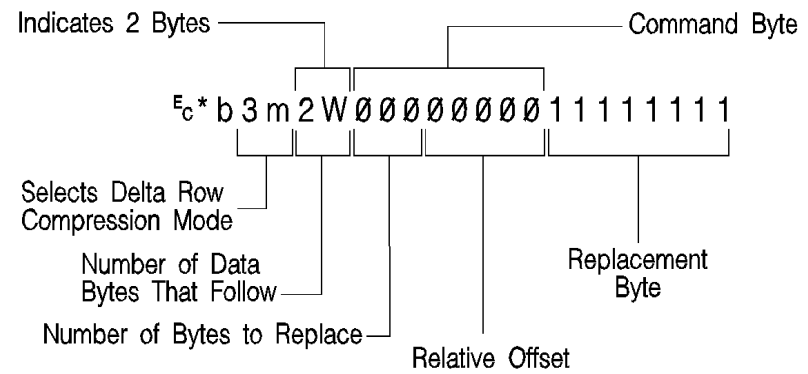 Indicates 2 Bytes
Command Byte
ᴱc*b3m2WØØØØØØØØ11111111
Selects Delta Row
Compression Mode
Number of Data
Bytes That Follow
Replacement
Byte
Number of Bytes to Replace
Relative Offset